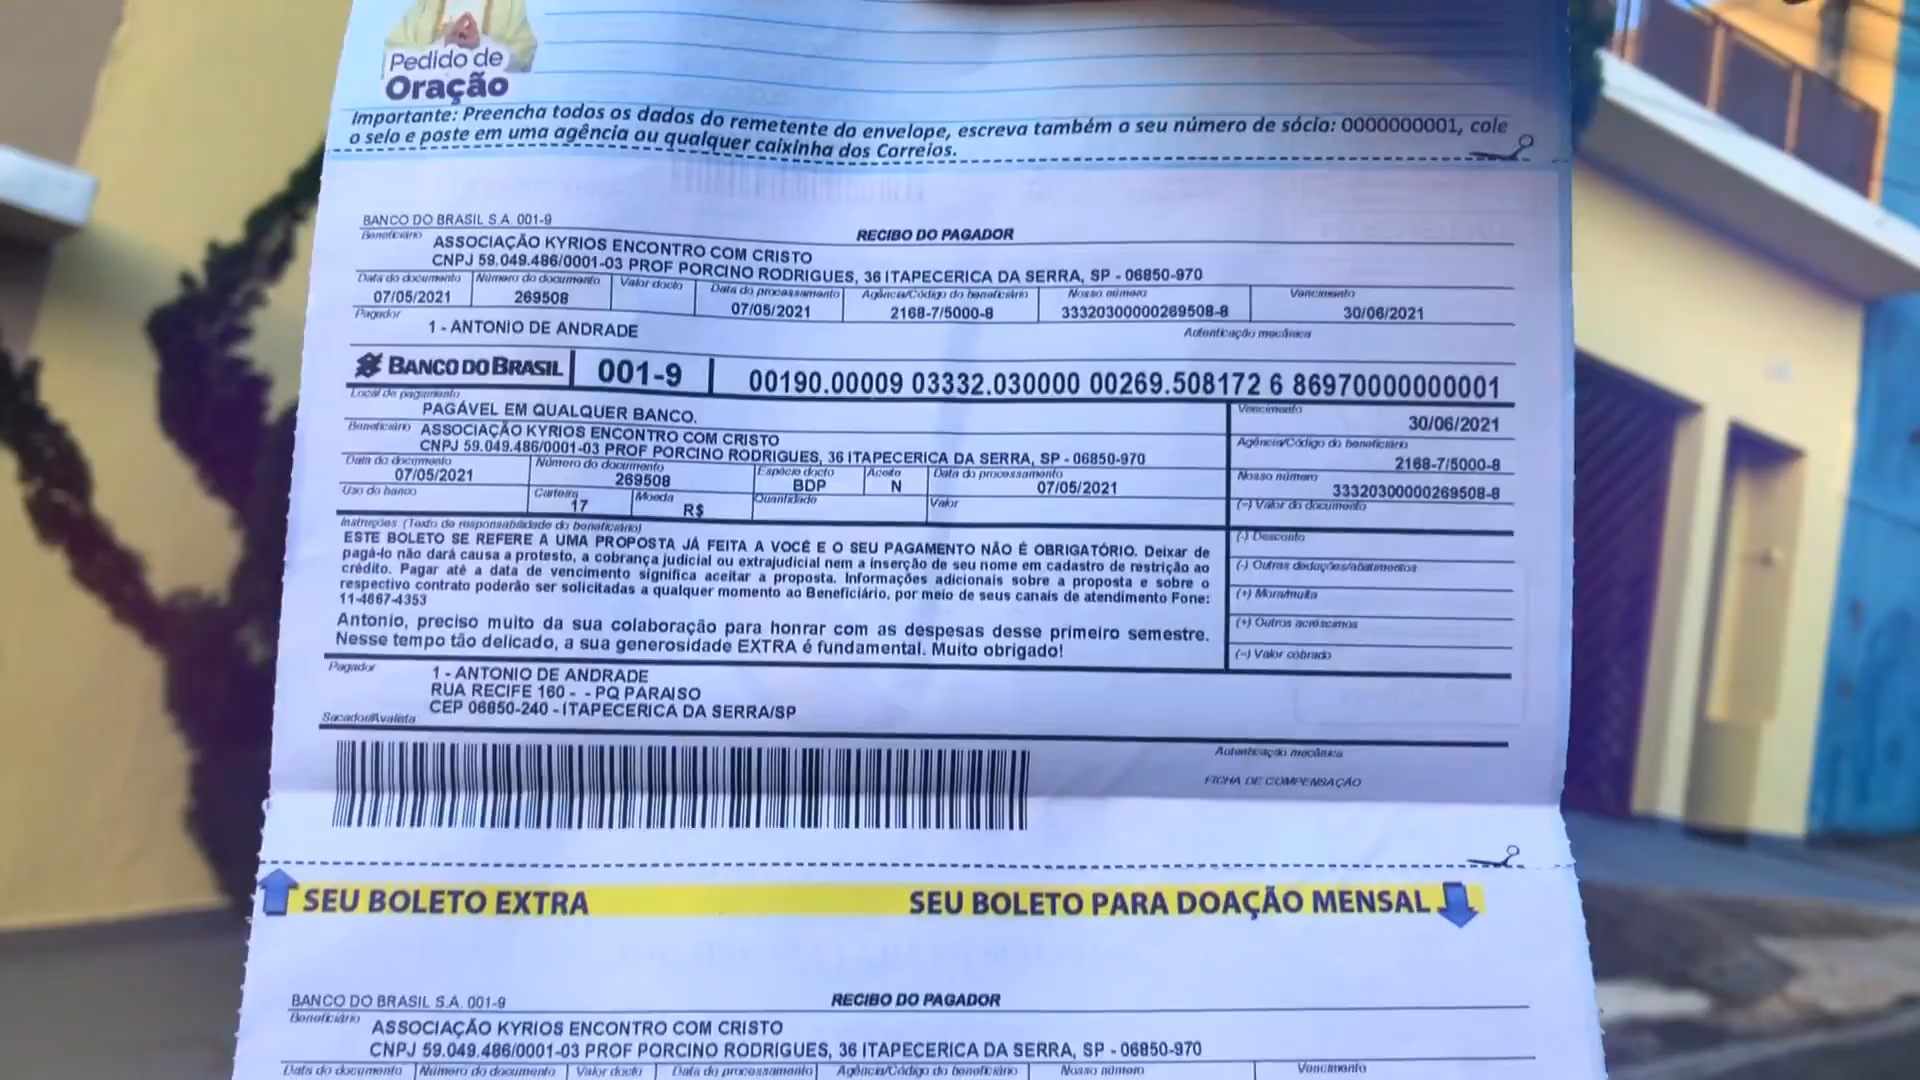 Pedido de
Oração
Importante: Preencha todos os dados do remetente do envelope, escreva também o seu número de sócio: 0000000001, cole
o selo e poste em uma agência ou qualquer caixinha dos Correios.
BANCO DO BRASIL S.A. 001-9
RECIBO DO PAGADOR
Beneficiário
ASSOCIAÇÃO KYRIOS ENCONTRO COM CRISTO
CNPJ 59.049.486/0001-03 PROF PORCINO RODRIGUES, 36 ITAPECERICA DA SERRA, SP - 06850-970
Data do documento Número do documento Valor docto Data do processamento Agência/Código do beneficiário Nosso número Vencimento
07/05/2021 269508 07/05/2021 2168-7/5000-8 33320300000269508-8 30/06/2021
Pagador
1 - ANTONIO DE ANDRADE
Autenticação mecânica
BANCO DO BRASIL 001-9 00190.00009 03332.030000 00269.508172 6 86970000000001
Local de pagamento
PAGÁVEL EM QUALQUER BANCO.
Vencimento
30/06/2021
Beneficiário
ASSOCIAÇÃO KYRIOS ENCONTRO COM CRISTO
CNPJ 59.049.486/0001-03 PROF PORCINO RODRIGUES, 36 ITAPECERICA DA SERRA, SP - 06850-970
Agência/Código do beneficiário
2168-7/5000-8
Data do documento Número do documento Espécie docto Aceite Data do processamento
07/05/2021 269508 BDP N 07/05/2021
Nosso número
33320300000269508-8
Uso do banco Carteira Moeda Quantidade Valor
17 R$
(=) Valor do documento
Instruções (Texto de responsabilidade do beneficiário)
ESTE BOLETO SE REFERE A UMA PROPOSTA JÁ FEITA A VOCÊ E O SEU PAGAMENTO NÃO É OBRIGATÓRIO. Deixar de
pagá-lo não dará causa a protesto, a cobrança judicial ou extrajudicial nem a inserção de seu nome em cadastro de restrição ao
crédito. Pagar até a data de vencimento significa aceitar a proposta. Informações adicionais sobre a proposta e sobre o
respectivo contrato poderão ser solicitadas a qualquer momento ao Beneficiário, por meio de seus canais de atendimento Fone:
11-4667-4353
Antonio, preciso muito da sua colaboração para honrar com as despesas desse primeiro semestre.
Nesse tempo tão delicado, a sua generosidade EXTRA é fundamental. Muito obrigado!
(-) Desconto
(-) Outras deduções/abatimentos
(+) Mora/multa
(+) Outros acréscimos
(=) Valor cobrado
Pagador
1 - ANTONIO DE ANDRADE
RUA RECIFE 160 - - PQ PARAISO
CEP 06850-240 - ITAPECERICA DA SERRA/SP
Sacador/Avalista
Autenticação mecânica
FICHA DE COMPENSAÇÃO
SEU BOLETO EXTRA
SEU BOLETO PARA DOAÇÃO MENSAL
BANCO DO BRASIL S.A. 001-9
RECIBO DO PAGADOR
Beneficiário
ASSOCIAÇÃO KYRIOS ENCONTRO COM CRISTO
CNPJ 59.049.486/0001-03 PROF PORCINO RODRIGUES, 36 ITAPECERICA DA SERRA, SP - 06850-970
Data do documento Número do documento Valor docto Data do processamento Agência/Código do beneficiário Nosso número Vencimento